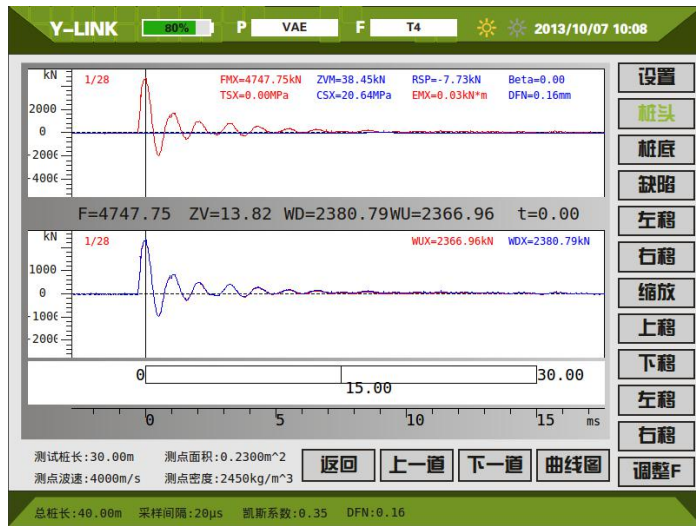 Y-LINK 80% P VAE F T4 2013/10/07 10:08
kN 1/28 FMX=4747.75kN ZVM=38.45kN RSP=-7.73kN Beta=0.00
TSX=0.00MPa CSX=20.64MPa EMX=0.03kN*m DFN=0.16mm
2000
0
-2000
-4000
F=4747.75 ZV=13.82 WD=2380.79WU=2366.96 t=0.00
kN 1/28 WUX=2366.96kN WDX=2380.79kN
1000
0
-1000
-2000
0 15.00 30.00
0 5 10 15 ms
设置
桩头
桩底
缺陷
左移
右移
缩放
上移
下移
左移
右移
调整F
测试桩长:30.00m 测点面积:0.2300m^2
测点波速:4000m/s 测点密度:2450kg/m^3
返回 上一道 下一道 曲线图
总桩长:40.00m 采样间隔:20μs 凯斯系数:0.35 DFN:0.16